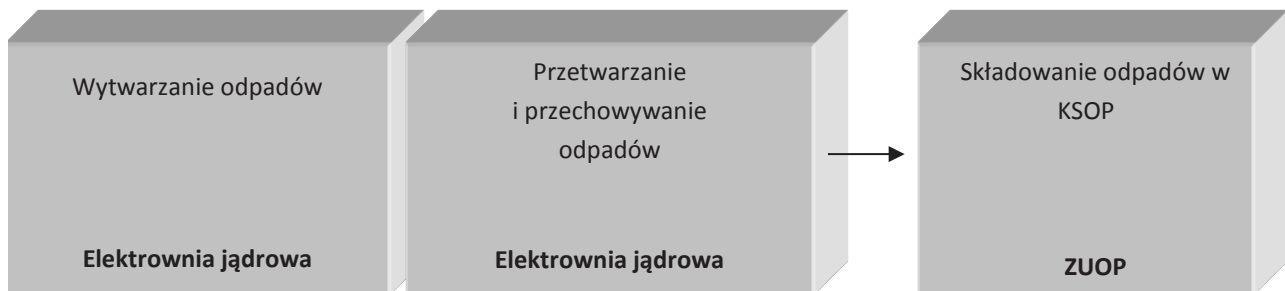 Wytwarzanie odpadów
Elektrownia jądrowa
Przetwarzanie
i przechowywanie
odpadów
Elektrownia jądrowa
Składowanie odpadów w
KSOP
ZUOP